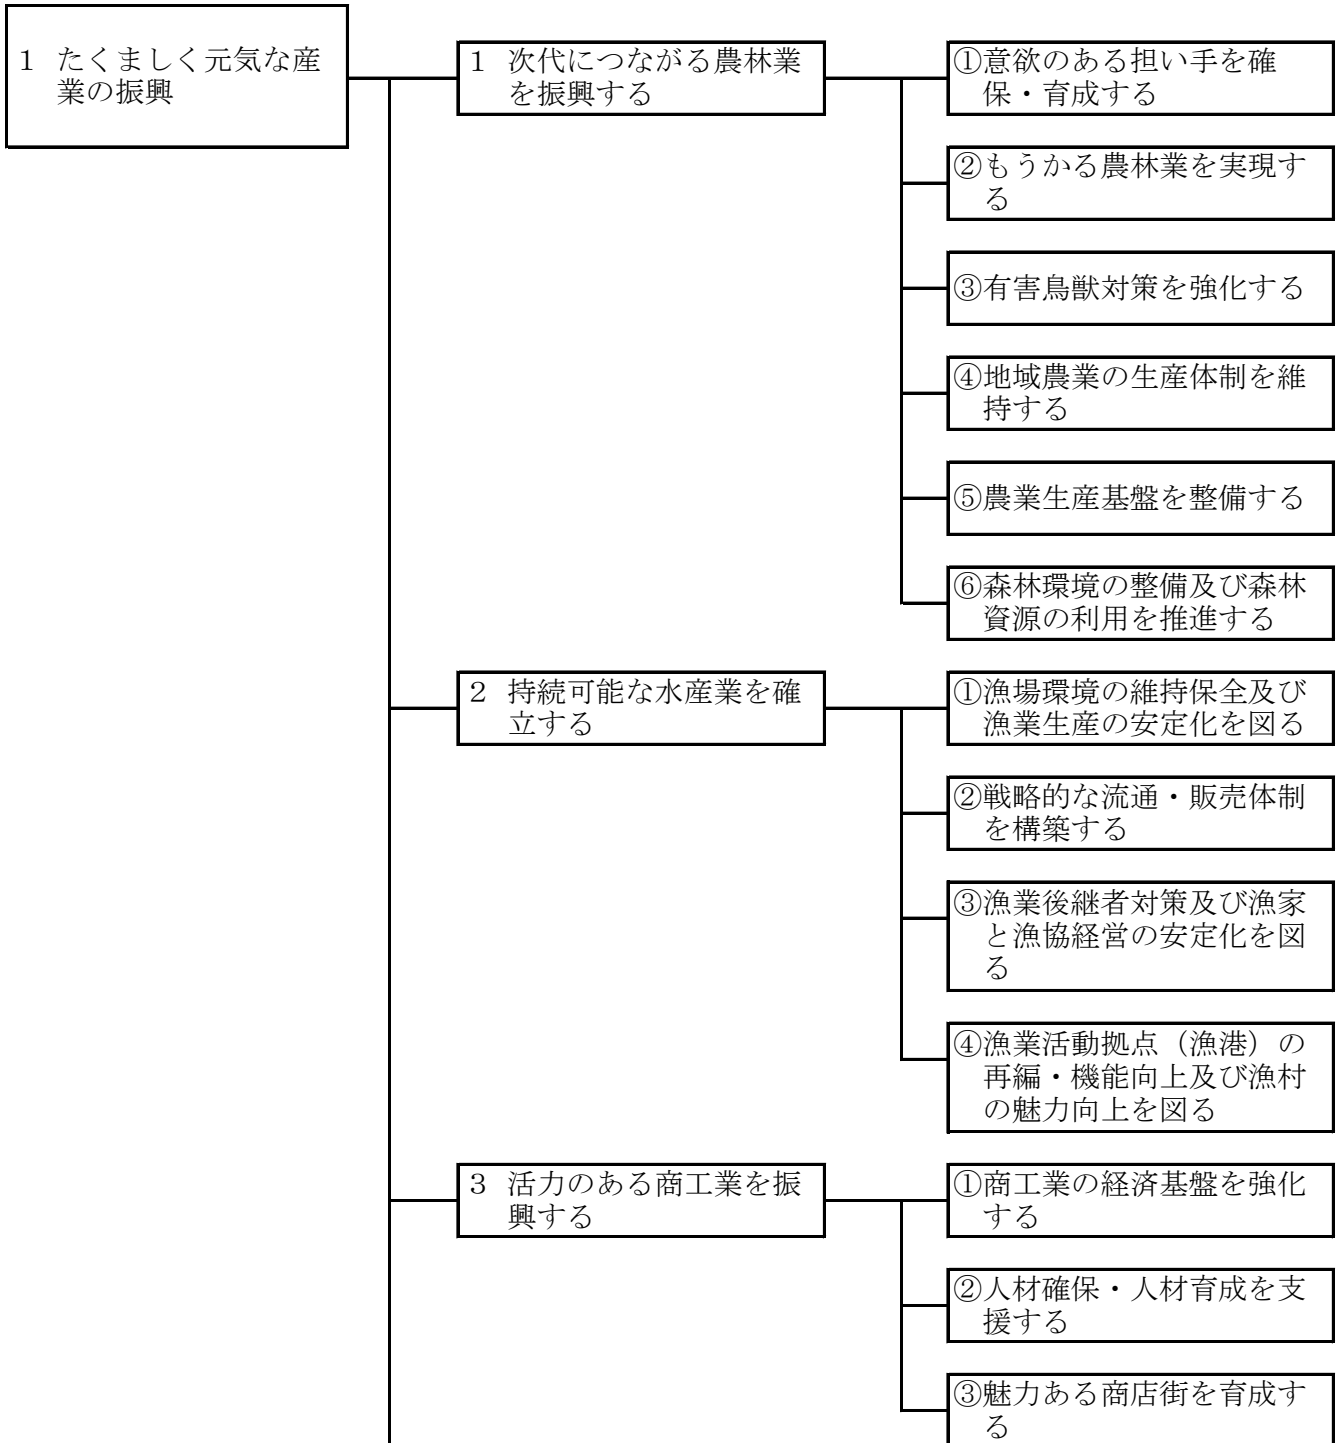 1 たくましく元気な産
業の振興
1 次代につながる農林業
を振興する
①意欲のある担い手を確
保・育成する
②もうかる農林業を実現す
る
③有害鳥獣対策を強化する
④地域農業の生産体制を維
持する
⑤農業生産基盤を整備する
⑥森林環境の整備及び森林
資源の利用を推進する
2 持続可能な水産業を確
立する
①漁場環境の維持保全及び
漁業生産の安定化を図る
②戦略的な流通・販売体制
を構築する
③漁業後継者対策及び漁家
と漁協経営の安定化を図
る
④漁業活動拠点（漁港）の
再編・機能向上及び漁村
の魅力向上を図る
3 活力のある商工業を振
興する
①商工業の経済基盤を強化
する
②人材確保・人材育成を支
援する
③魅力ある商店街を育成す
る